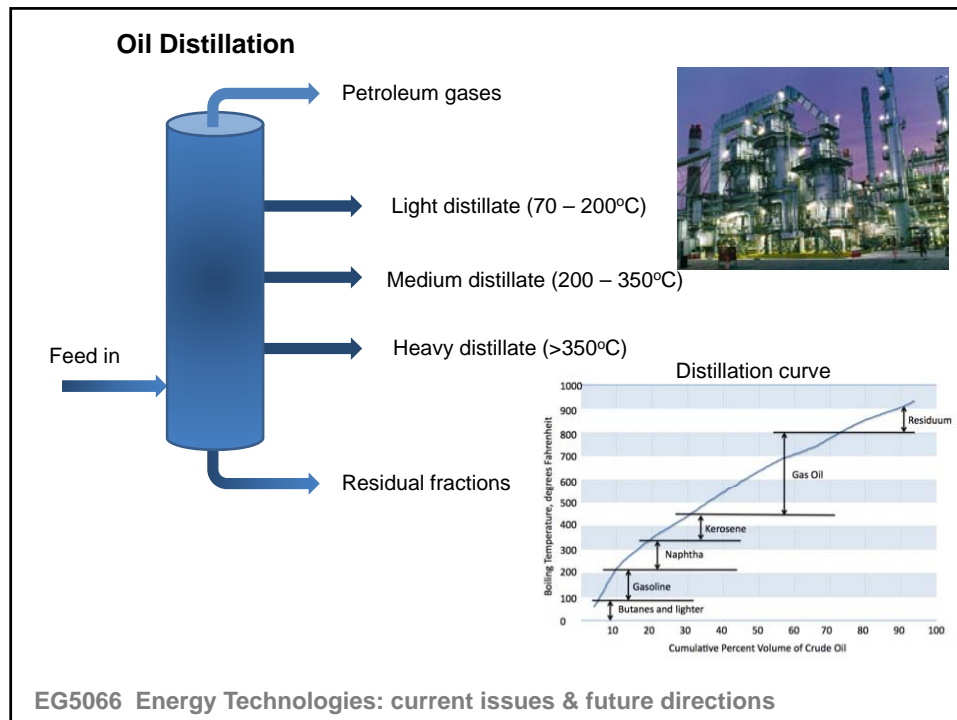 Oil Distillation
Petroleum gases
Light distillate (70 – 200ºC)
Medium distillate (200 – 350ºC)
Feed in
Heavy distillate (>350ºC)
Residual fractions
Distillation curve
Boiling Temperature, degrees Fahrenheit
1000
900
800
700
600
500
400
300
200
100
0
Residuum
Gas Oil
Kerosene
Naphtha
Gasoline
Butanes and lighter
10 20 30 40 50 60 70 80 90 100
Cumulative Percent Volume of Crude Oil
EG5066 Energy Technologies: current issues & future directions